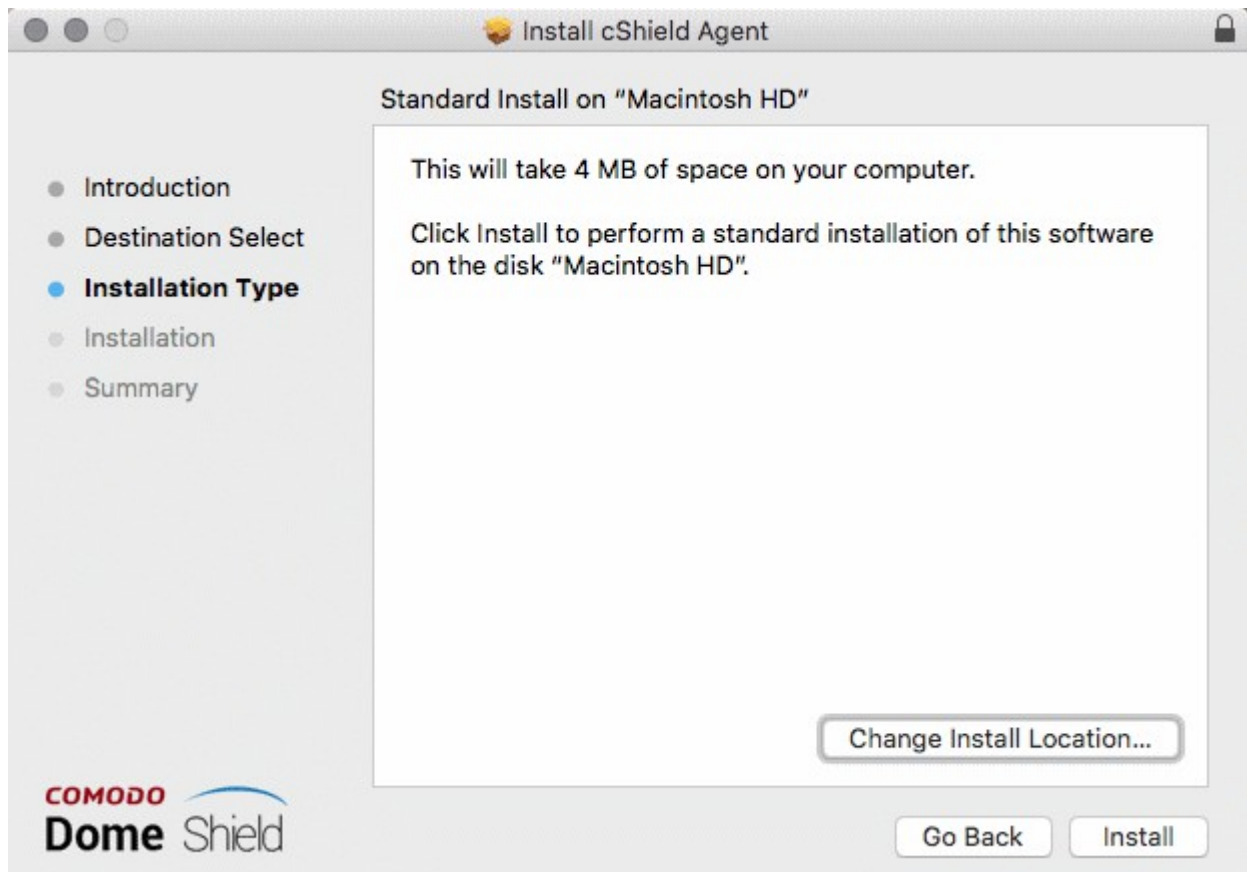 Install cShield Agent
Standard Install on “Macintosh HD”
Introduction
Destination Select
Installation Type
Installation
Summary
This will take 4 MB of space on your computer.
Click Install to perform a standard installation of this software
on the disk “Macintosh HD”.
Change Install Location...
COMODO
Dome Shield
Go Back
Install